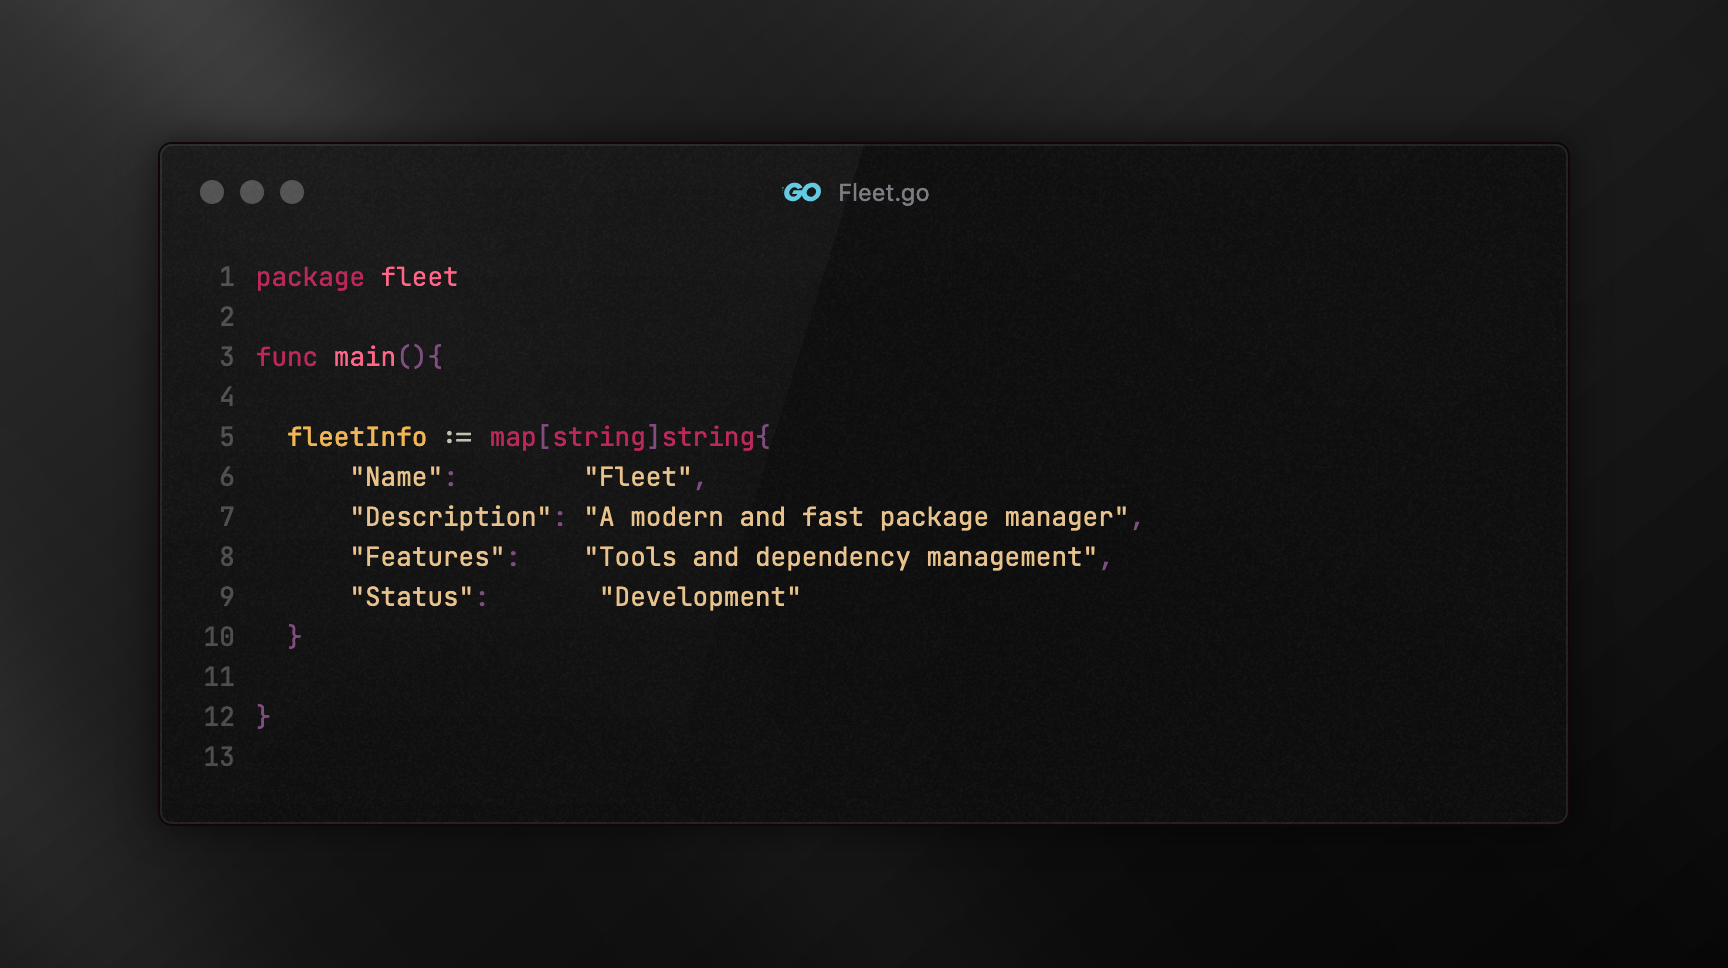 GO Fleet.go
1 package fleet
2
3 func main(){
4
5 fleetInfo := map[string]string{
6 "Name": "Fleet",
7 "Description": "A modern and fast package manager",
8 "Features": "Tools and dependency management",
9 "Status": "Development"
10 }
11
12 }
13